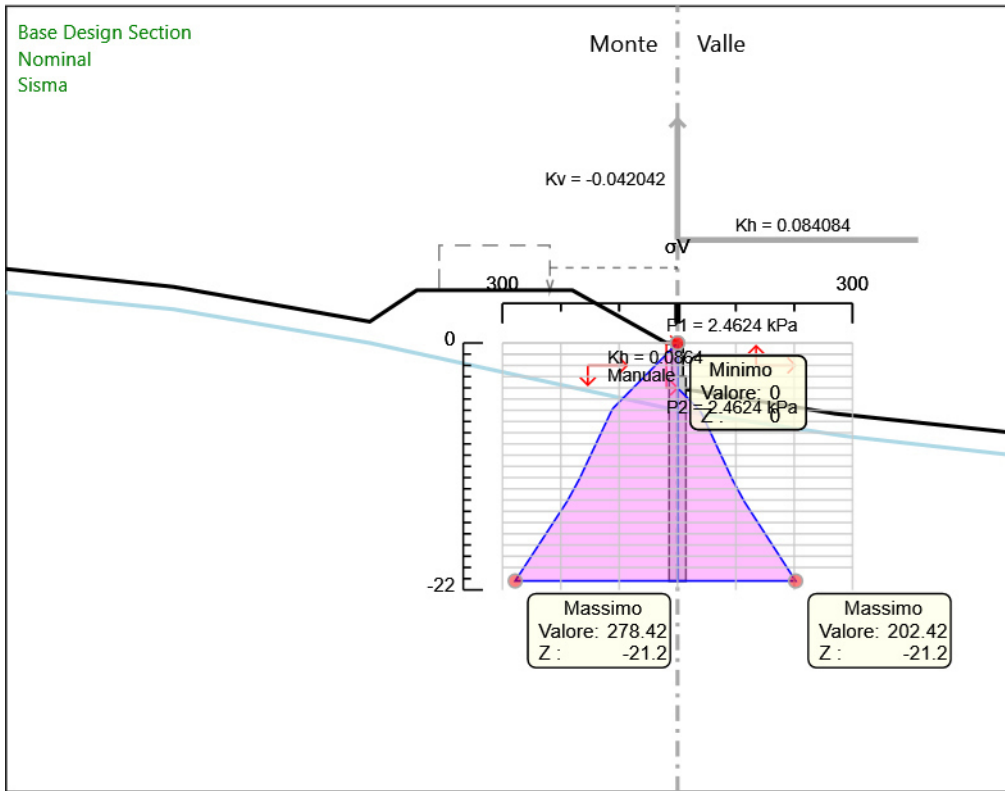 Base Design Section
Nominal
Sisma
Monte
Valle
Kv = -0.042042
Kh = 0.084084
σV
300
300
P1 = 2.4624 kPa
0
Kh = 0.0864
Manuale
Minimo
Valore: 0
Z : 0
P2 = 2.4624 kPa
-22
Massimo
Valore: 278.42
Z : -21.2
Massimo
Valore: 202.42
Z : -21.2